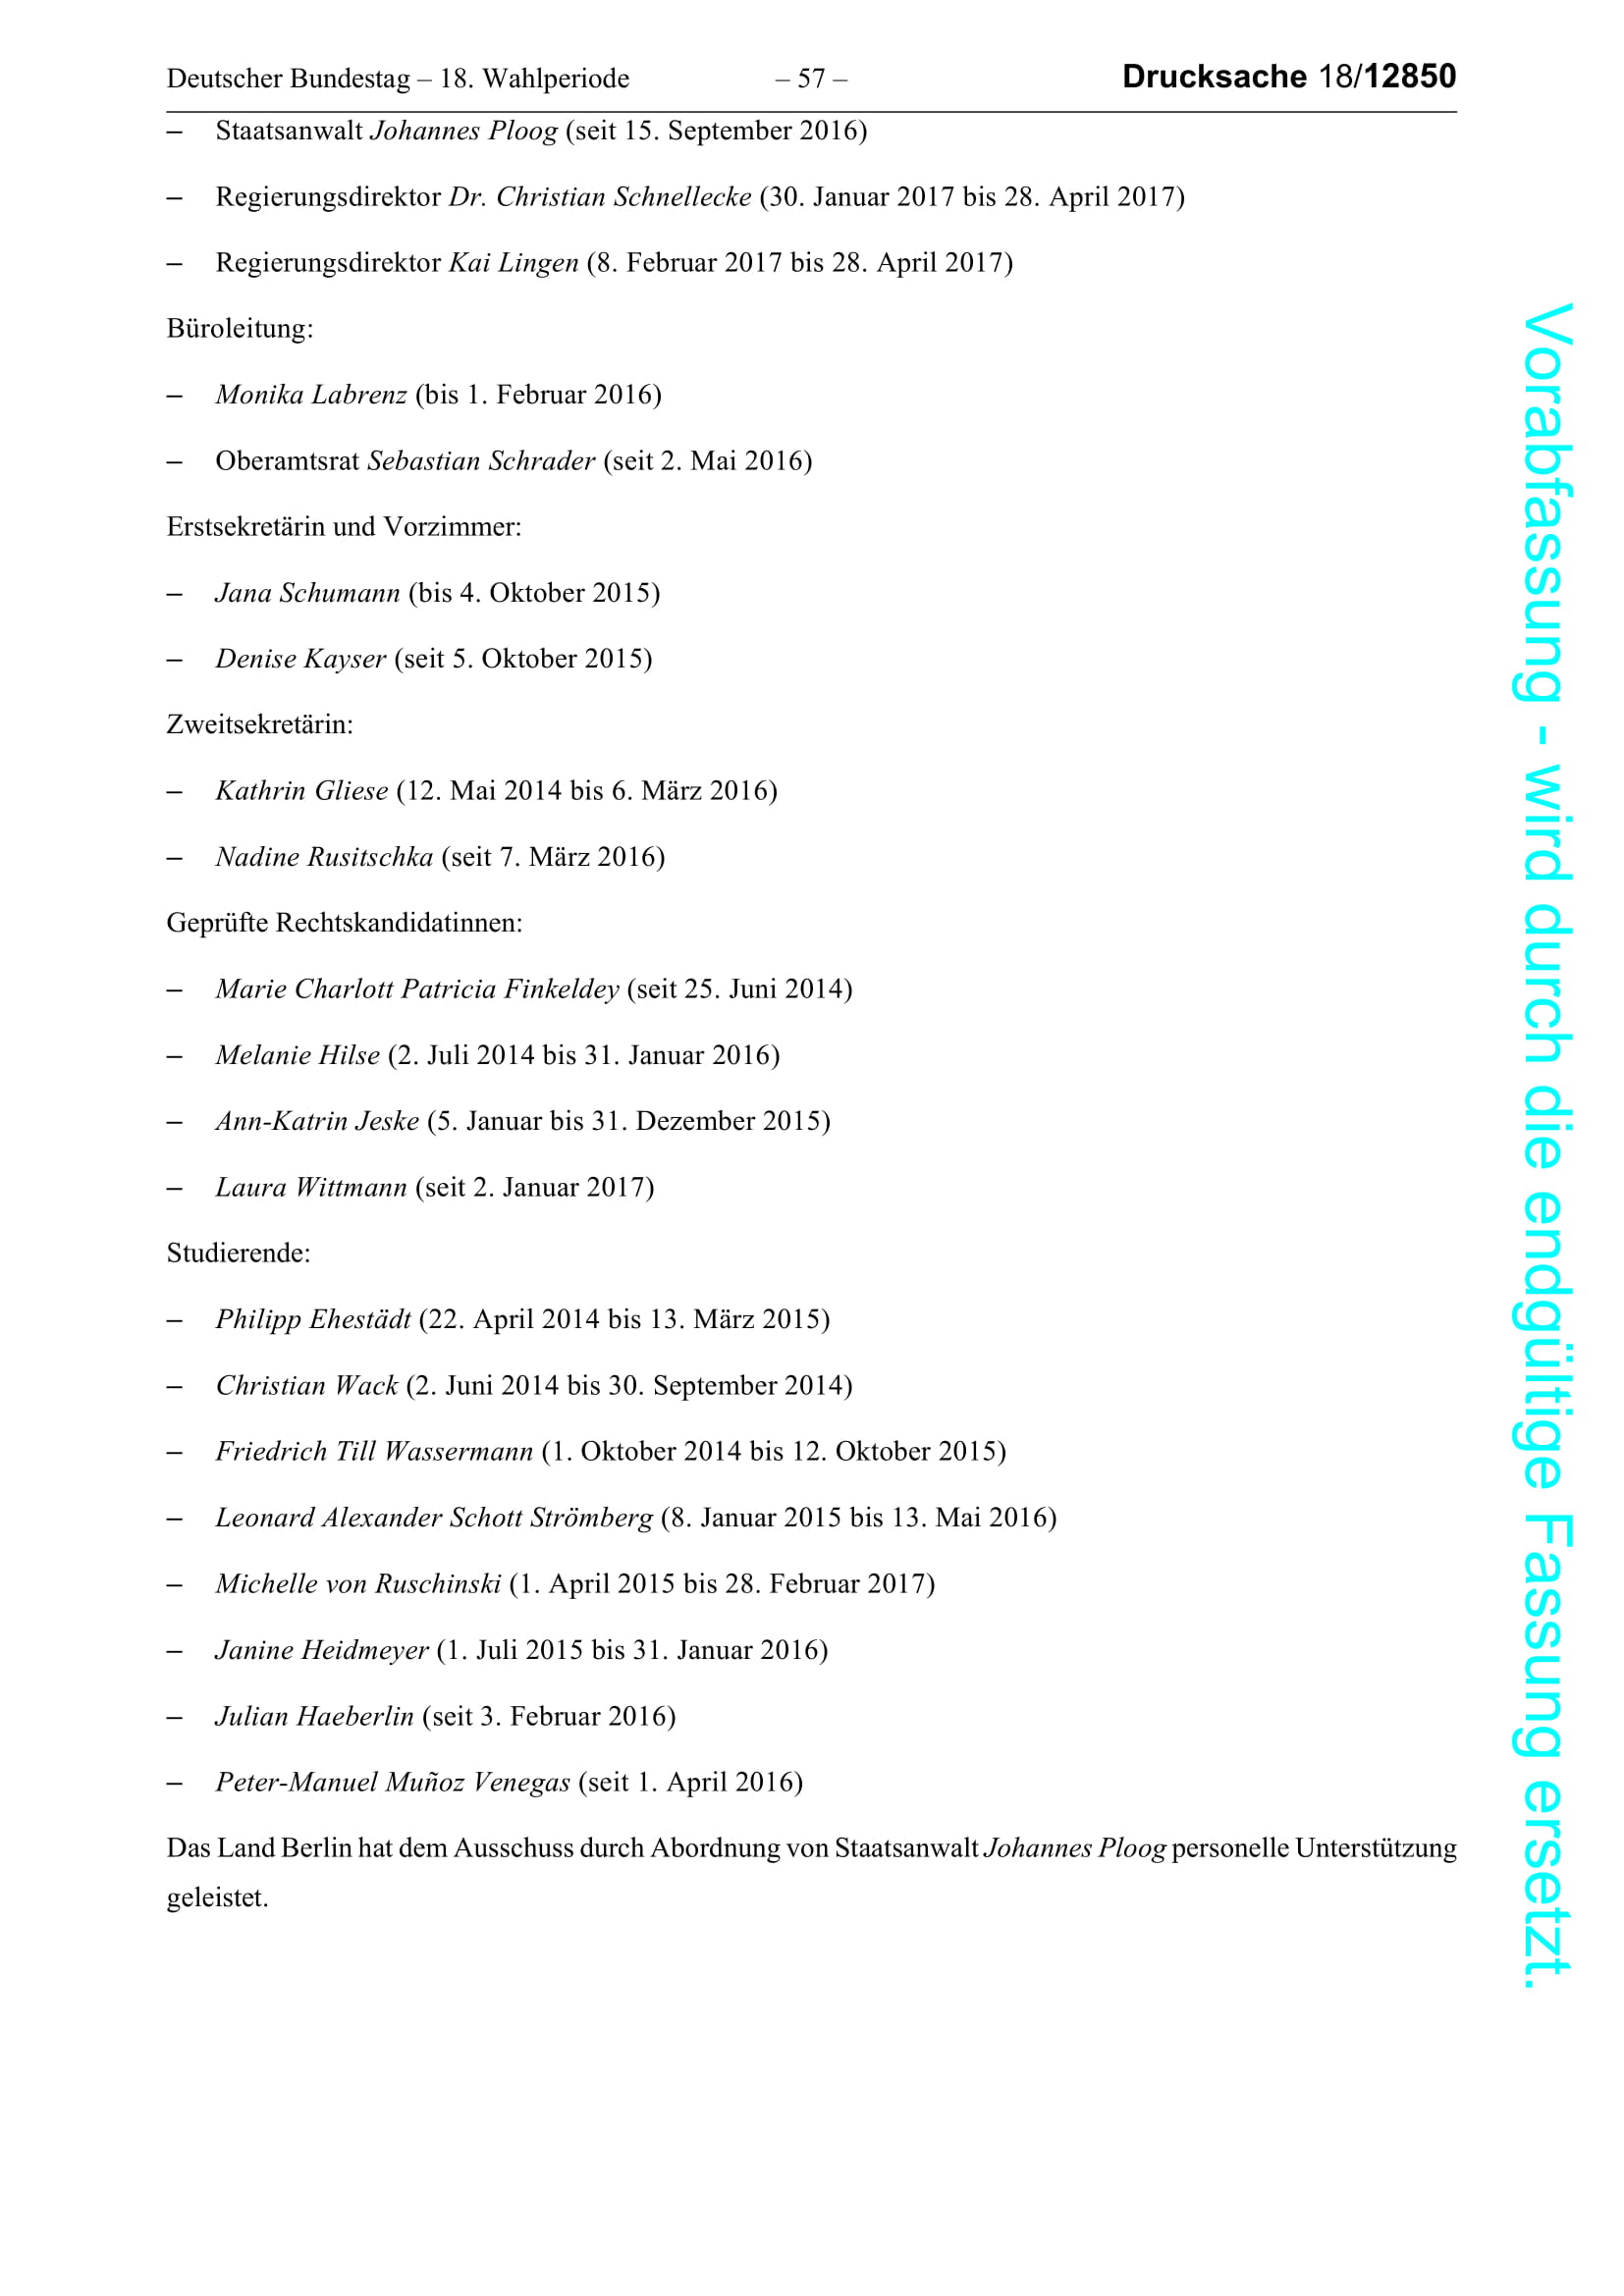 Deutscher Bundestag – 18. Wahlperiode – 57 – Drucksache 18/12850
– Staatsanwalt Johannes Ploog (seit 15. September 2016)
– Regierungsdirektor Dr. Christian Schnellecke (30. Januar 2017 bis 28. April 2017)
– Regierungsdirektor Kai Lingen (8. Februar 2017 bis 28. April 2017)
Büroleitung:
– Monika Labrenz (bis 1. Februar 2016)
– Oberamtsrat Sebastian Schrader (seit 2. Mai 2016)
Erstsekretärin und Vorzimmer:
– Jana Schumann (bis 4. Oktober 2015)
– Denise Kayser (seit 5. Oktober 2015)
Zweitsekretärin:
– Kathrin Gliese (12. Mai 2014 bis 6. März 2016)
– Nadine Rusitschka (seit 7. März 2016)
Geprüfte Rechtskandidatinnen:
– Marie Charlott Patricia Finkeldey (seit 25. Juni 2014)
– Melanie Hilse (2. Juli 2014 bis 31. Januar 2016)
– Ann-Katrin Jeske (5. Januar bis 31. Dezember 2015)
– Laura Wittmann (seit 2. Januar 2017)
Studierende:
– Philipp Ehestädt (22. April 2014 bis 13. März 2015)
– Christian Wack (2. Juni 2014 bis 30. September 2014)
– Friedrich Till Wassermann (1. Oktober 2014 bis 12. Oktober 2015)
– Leonard Alexander Schott Strömberg (8. Januar 2015 bis 13. Mai 2016)
– Michelle von Ruschinski (1. April 2015 bis 28. Februar 2017)
– Janine Heidmeyer (1. Juli 2015 bis 31. Januar 2016)
– Julian Haeberlin (seit 3. Februar 2016)
– Peter-Manuel Muñoz Venegas (seit 1. April 2016)
Das Land Berlin hat dem Ausschuss durch Abordnung von Staatsanwalt Johannes Ploog personelle Unterstützung
geleistet.
Vorabfassung - wird durch die endgültige Fassung ersetzt.